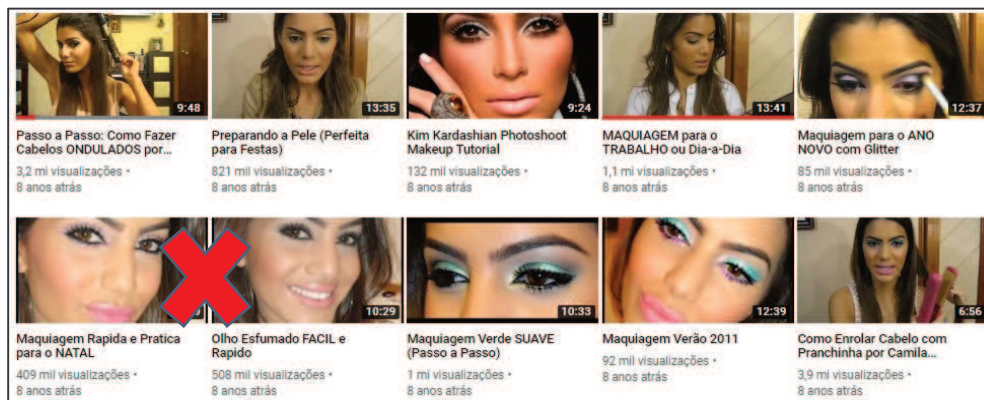 9:48
13:35
9:24
13:41
12:37
Passo a Passo: Como Fazer
Cabelos ONDULADOS por...
3,2 mi visualizações •
8 anos atrás
Preparando a Pele (Perfeita
para Festas)
821 mil visualizações •
8 anos atrás
Kim Kardashian Photoshoot
Makeup Tutorial
132 mil visualizações •
8 anos atrás
MAQUIAGEM para o
TRABALHO ou Dia-a-Dia
1,1 mi visualizações •
8 anos atrás
Maquiagem para o ANO
NOVO com Glitter
85 mil visualizações •
8 anos atrás
10:29
10:33
12:39
6:56
Maquiagem Rapida e Pratica
para o NATAL
409 mil visualizações •
8 anos atrás
Olho Esfumado FACIL e
Rapido
508 mil visualizações •
8 anos atrás
Maquiagem Verde SUAVE
(Passo a Passo)
1 mi visualizações •
8 anos atrás
Maquiagem Verão 2011
92 mil visualizações •
8 anos atrás
Como Enrolar Cabelo com
Pranchinha por Camila...
3,9 mi visualizações •
8 anos atrás